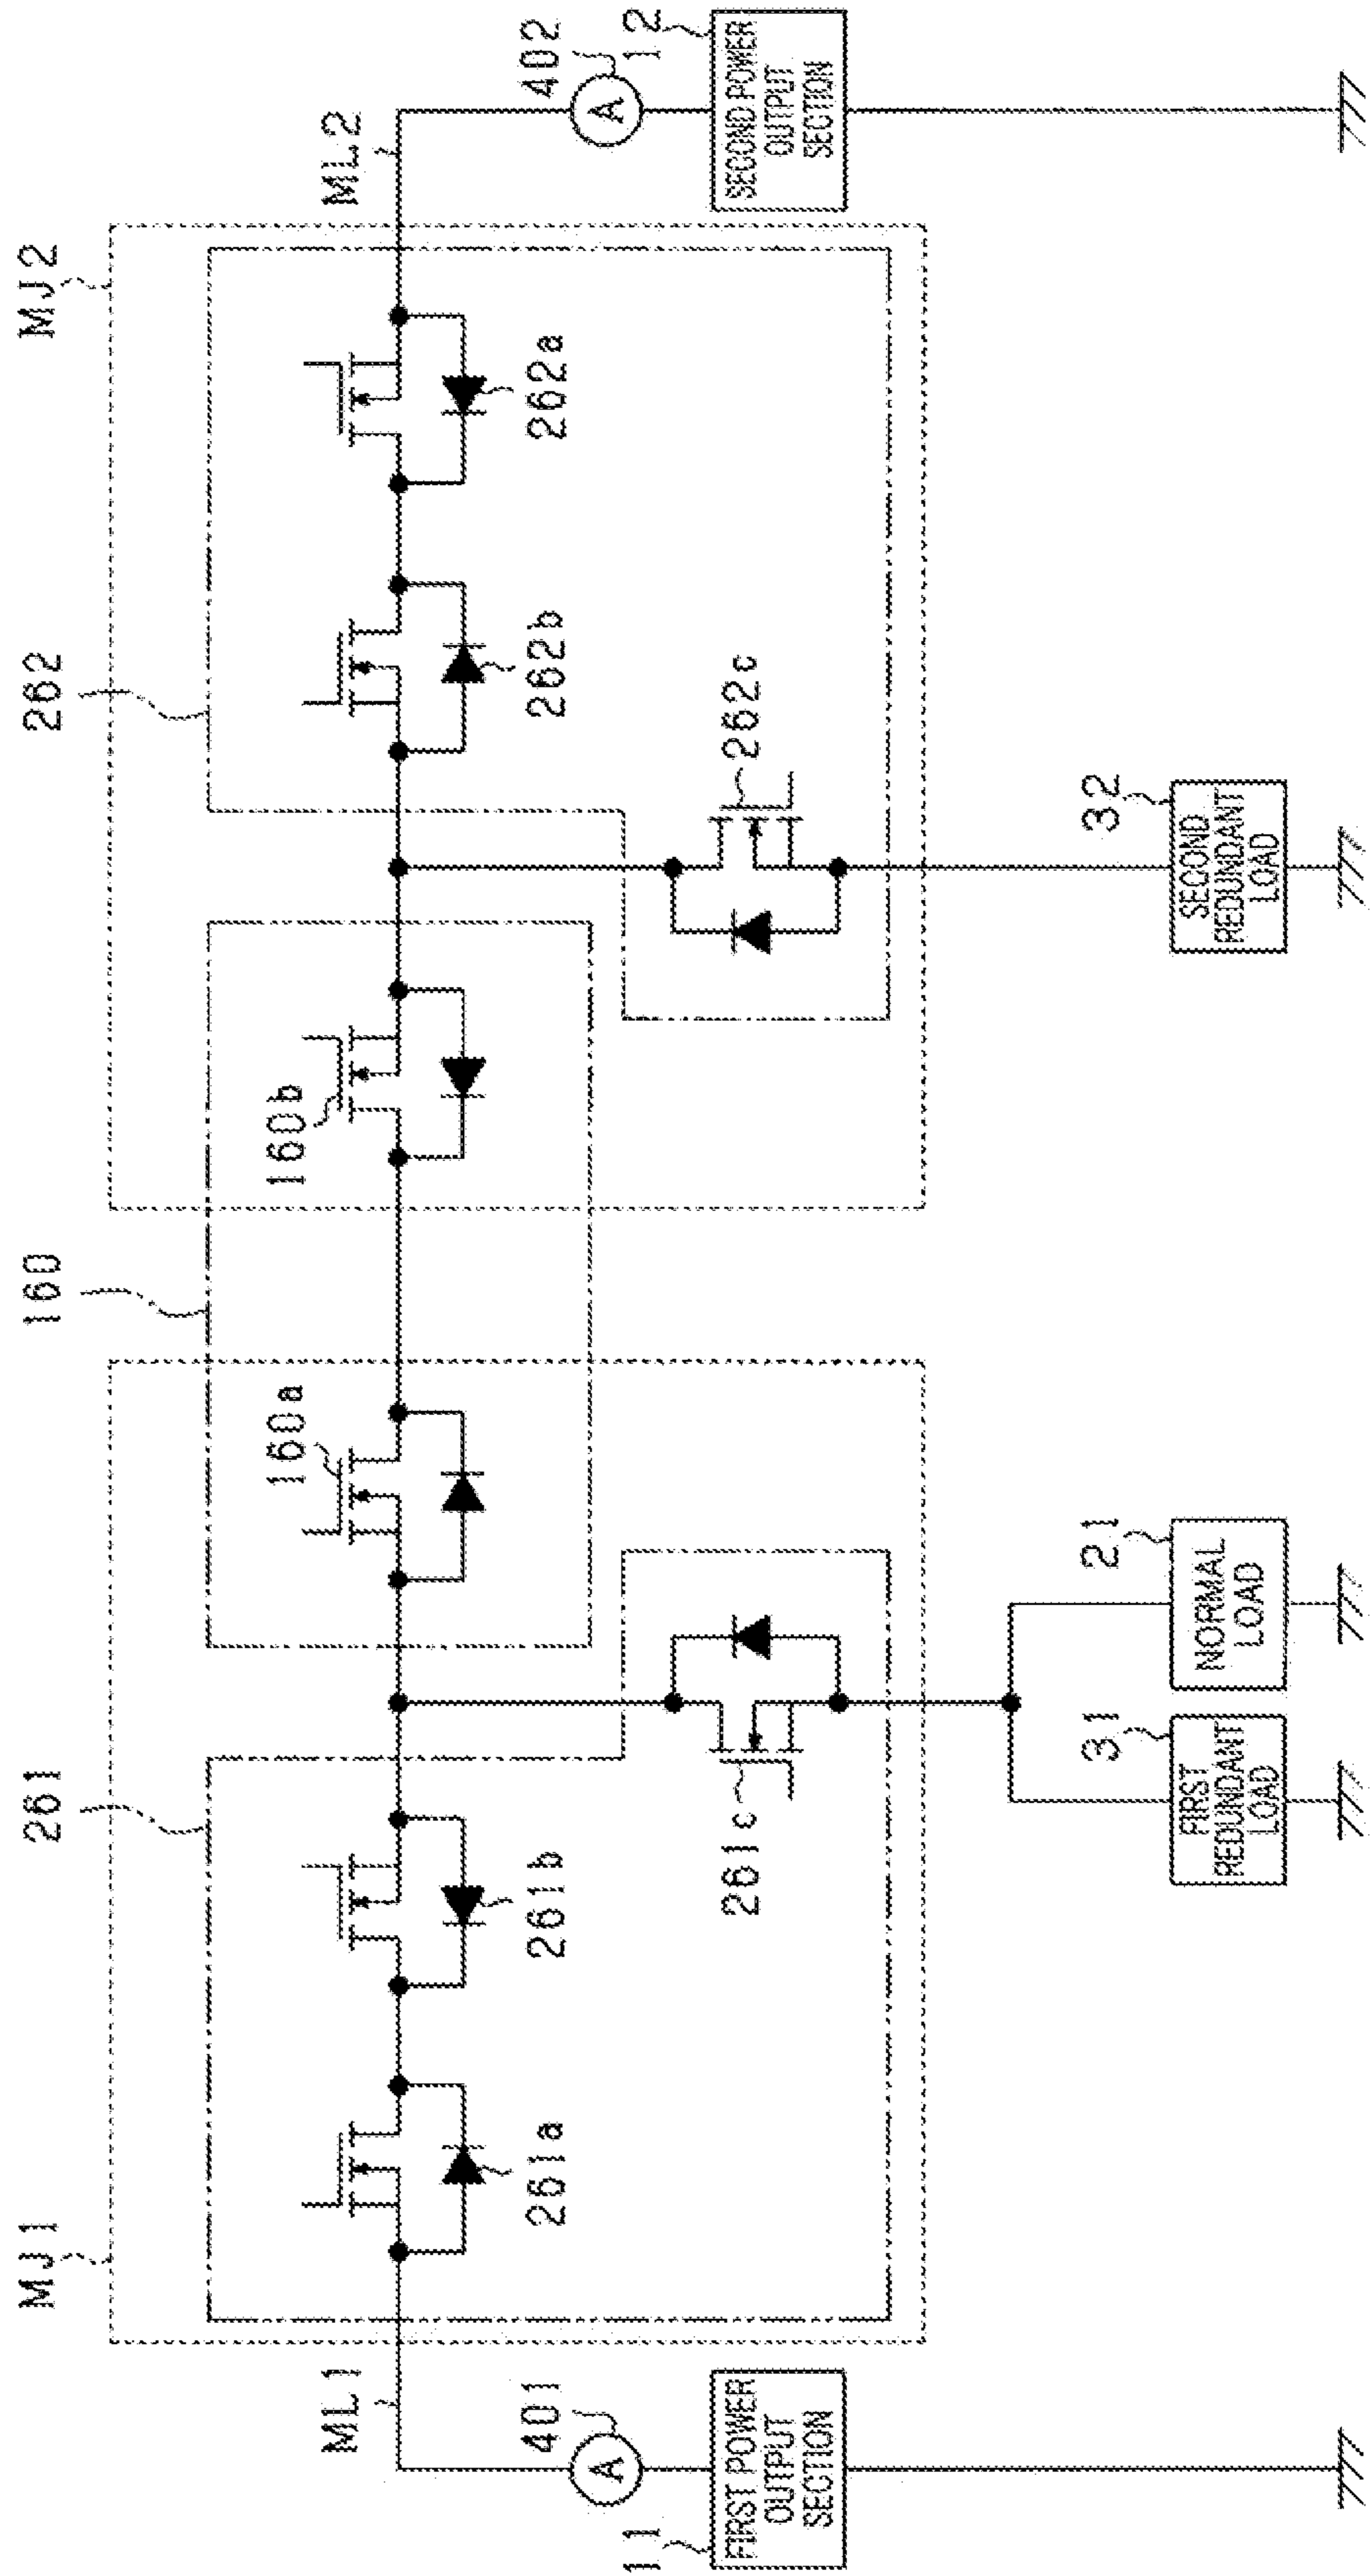 MJ1
261
160
262
MJ2
160a
160b
ML1
ML2
261a
261b
262b
262a
401
A
402
A
261c
262c
11
FIRST POWER
OUTPUT
SECTION
12
SECOND POWER
OUTPUT
SECTION
31
FIRST
REDUNDANT
LOAD
21
NORMAL
LOAD
32
SECOND
REDUNDANT
LOAD